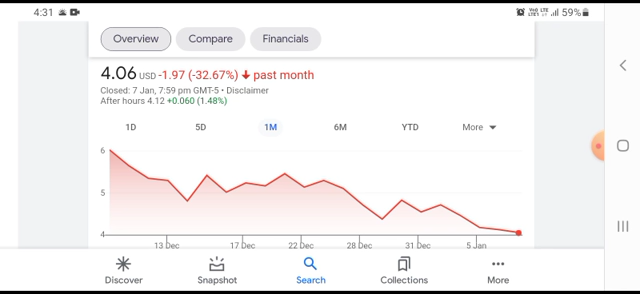 4:31 59%
Overview Compare Financials
4.06 USD -1.97 (-32.67%) past month
Closed: 7 Jan, 7:59 pm GMT-5 • Disclaimer
After hours 4.12 +0.060 (1.48%)
1D 5D 1M 6M YTD More
6
5
4
13 Dec 17 Dec 22 Dec 28 Dec 31 Dec 5 Jan
Discover Snapshot Search Collections More